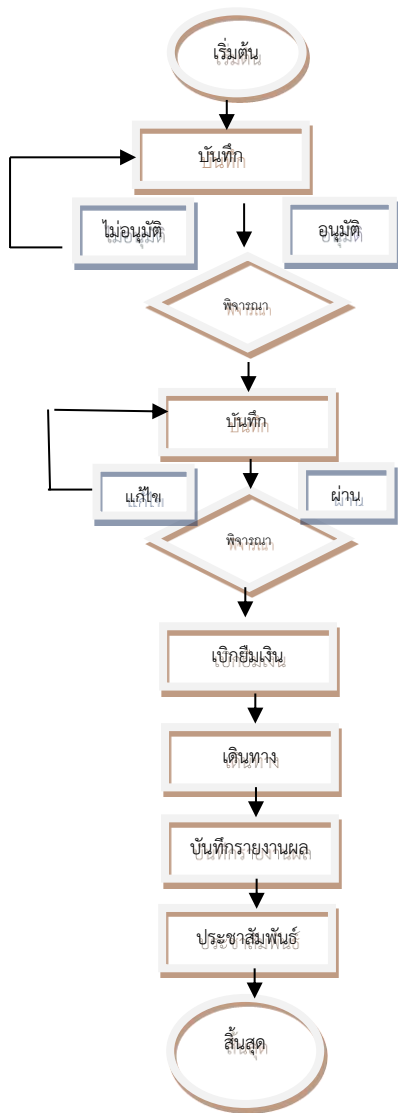 เริ่มต้น
บันทึก
ไม่อนุมัติ
อนุมัติ
พิจารณา
บันทึก
แก้ไข
ผ่าน
พิจารณา
เบิกยืมเงิน
เดินทาง
บันทึกรายงานผล
ประชาสัมพันธ์
สิ้นสุด